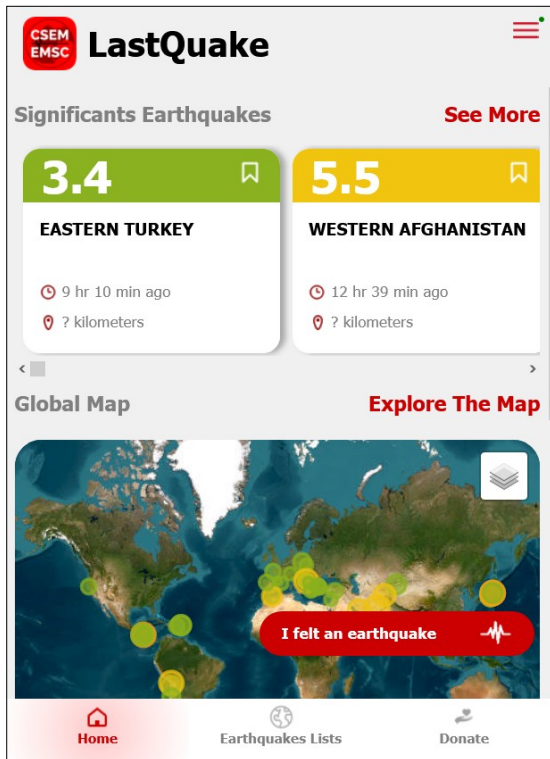 CSEM
EMSC
LastQuake
Significants Earthquakes
See More
3.4
EASTERN TURKEY
9 hr 10 min ago
? kilometers
5.5
WESTERN AFGHANISTAN
12 hr 39 min ago
? kilometers
Global Map
Explore The Map
I felt an earthquake
Home
Earthquakes Lists
Donate